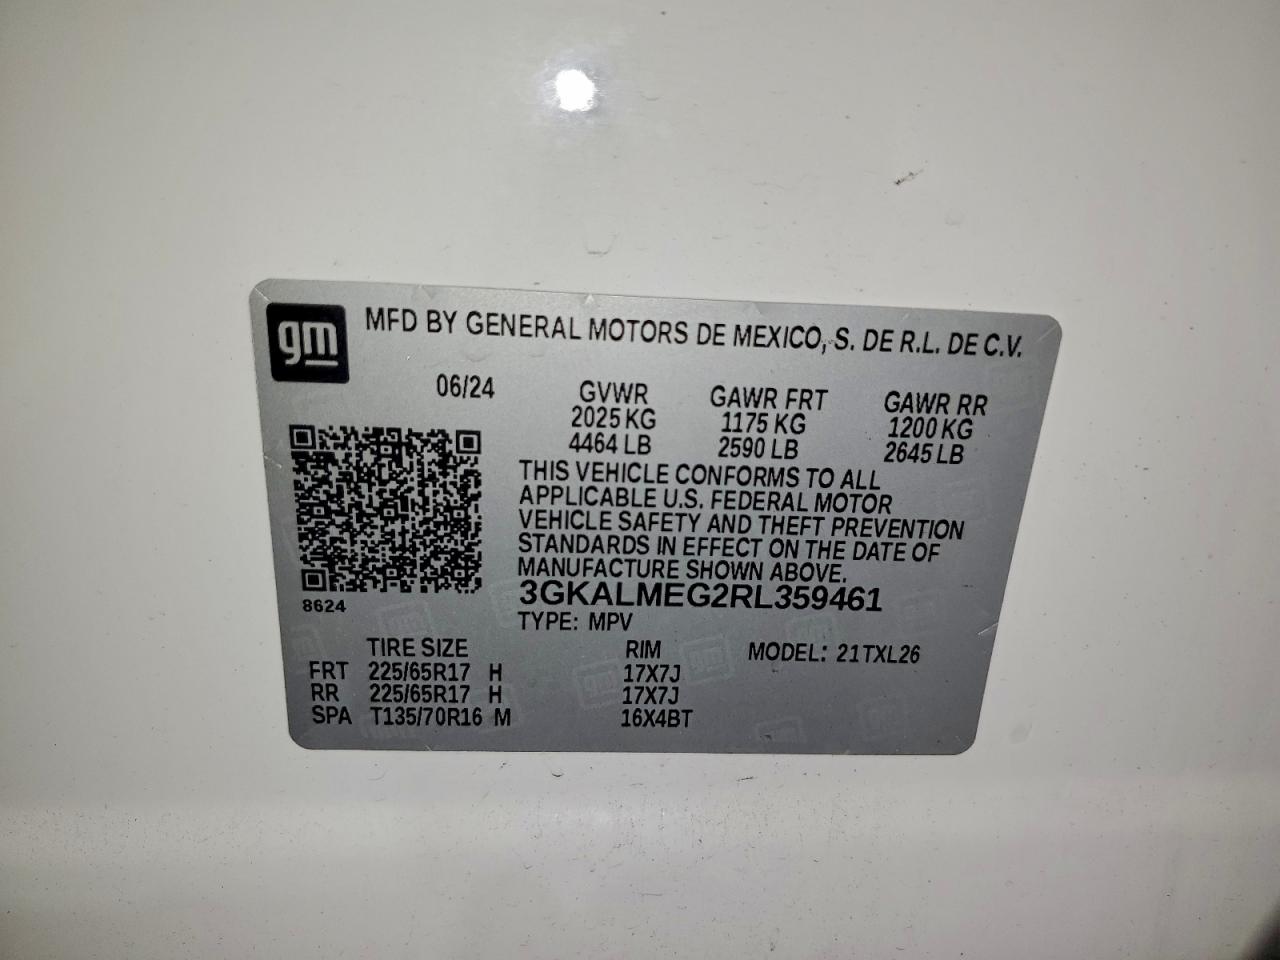 gm
MFD BY GENERAL MOTORS DE MEXICO, S. DE R.L. DE C.V.
06/24 GVWR GAWR FRT GAWR RR
2025 KG 1175 KG 1200 KG
4464 LB 2590 LB 2645 LB
THIS VEHICLE CONFORMS TO ALL
APPLICABLE U.S. FEDERAL MOTOR
VEHICLE SAFETY AND THEFT PREVENTION
STANDARDS IN EFFECT ON THE DATE OF
MANUFACTURE SHOWN ABOVE.
8624 3GKALMEG2RL359461
TYPE: MPV
TIRE SIZE RIM MODEL: 21TXL26
FRT 225/65R17 H 17X7J
RR 225/65R17 H 17X7J
SPA T135/70R16 M 16X4BT